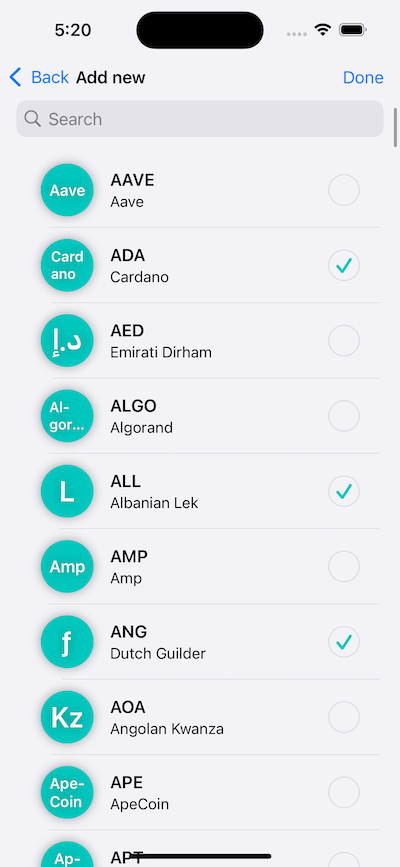 5:20
Back Add new Done
Search
Aave
AAVE
Aave
Card
ano
ADA
Cardano
د.إ
AED
Emirati Dirham
Al-
gor...
ALGO
Algorand
L
ALL
Albanian Lek
Amp
AMP
Amp
ƒ
ANG
Dutch Guilder
Kz
AOA
Angolan Kwanza
Ape-
Coin
APE
ApeCoin
Ap-
APT